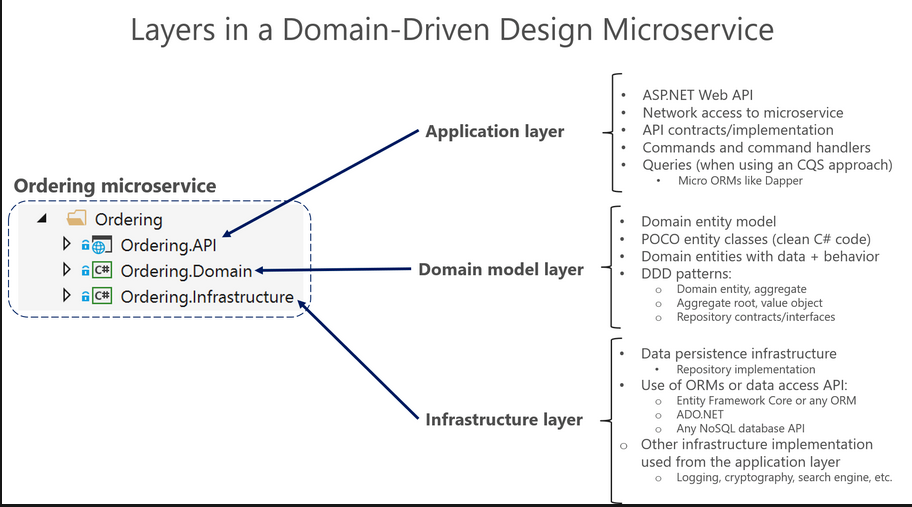 Layers in a Domain-Driven Design Microservice
Ordering microservice
Ordering
Ordering.API
C# Ordering.Domain
C# Ordering.Infrastructure
Application layer
• ASP.NET Web API
• Network access to microservice
• API contracts/implementation
• Commands and command handlers
• Queries (when using an CQS approach)
• Micro ORMs like Dapper
Domain model layer
• Domain entity model
• POCO entity classes (clean C# code)
• Domain entities with data + behavior
• DDD patterns:
o Domain entity, aggregate
o Aggregate root, value object
o Repository contracts/interfaces
Infrastructure layer
• Data persistence infrastructure
• Repository implementation
• Use of ORMs or data access API:
o Entity Framework Core or any ORM
o ADO.NET
o Any NoSQL database API
o Other infrastructure implementation
used from the application layer
o Logging, cryptography, search engine, etc.